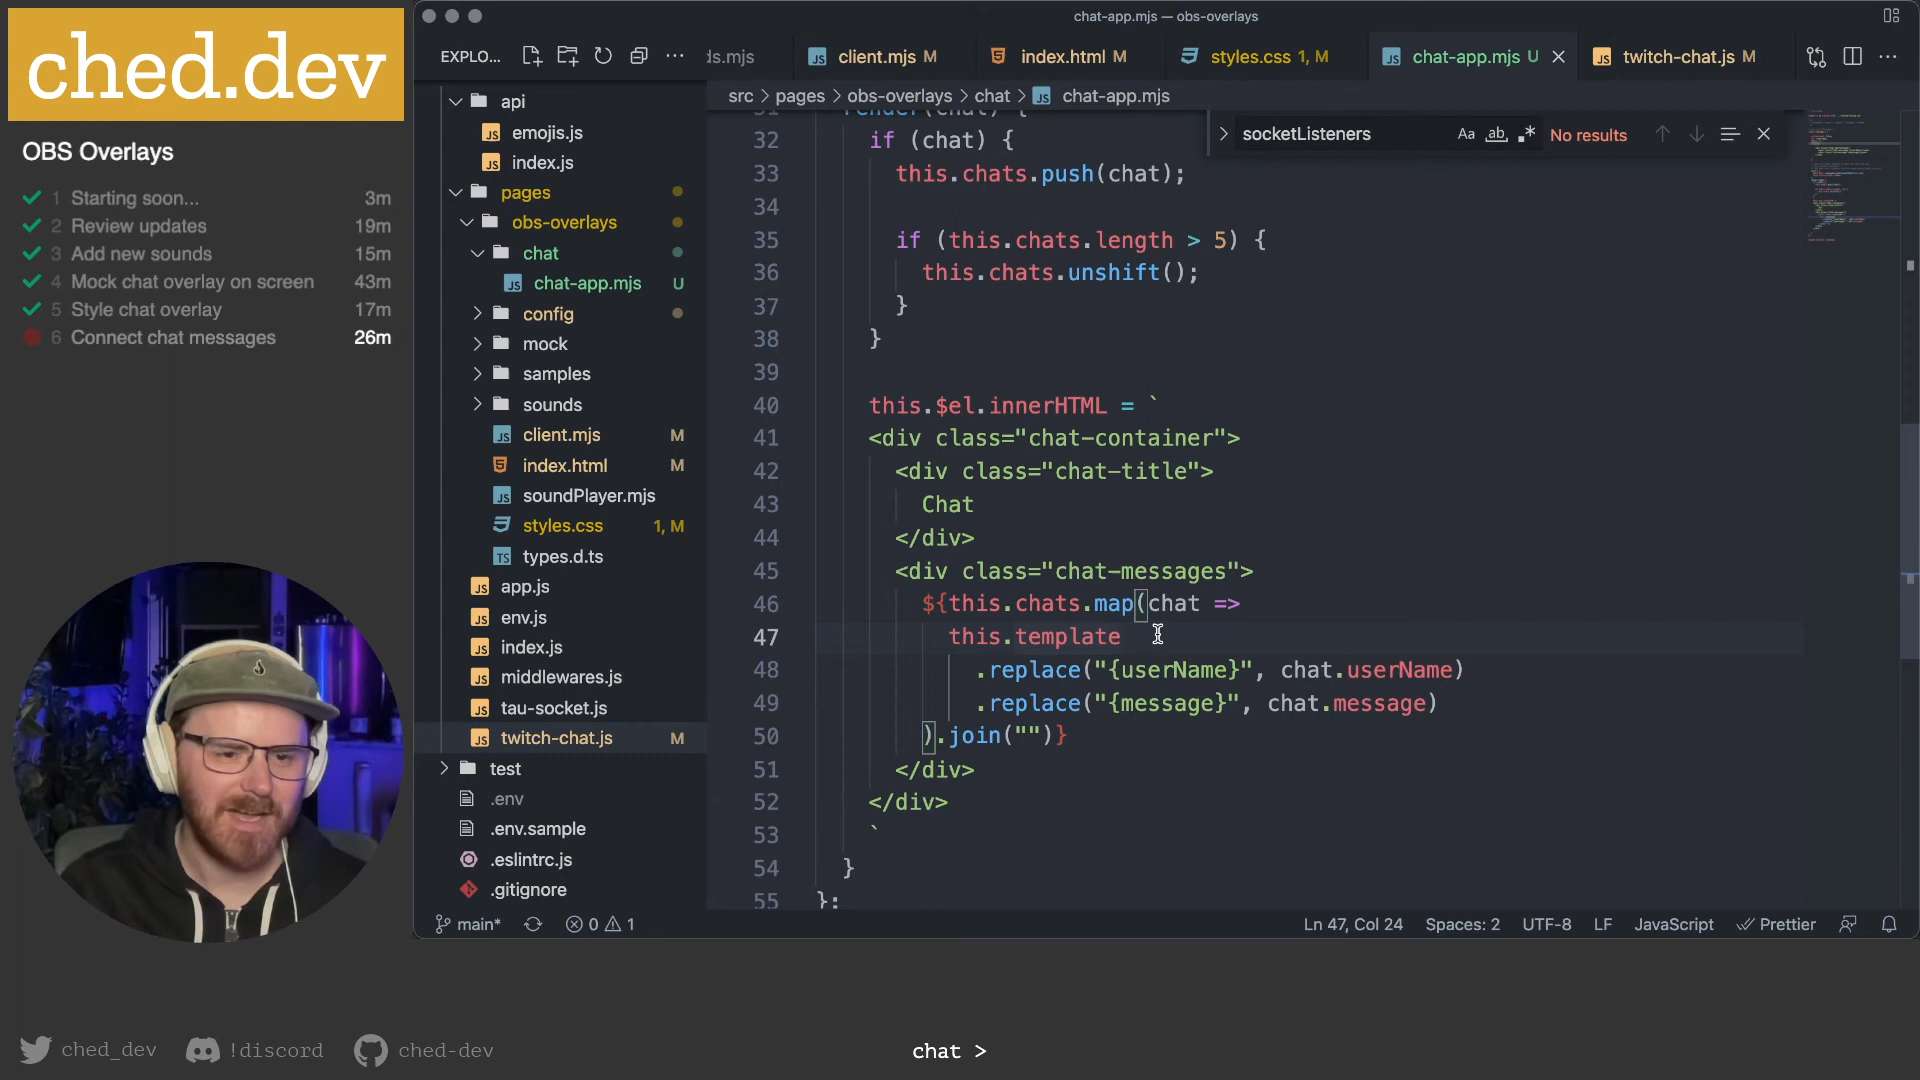 ched.dev
OBS Overlays
1 Starting soon... 3m
2 Review updates 19m
3 Add new sounds 15m
4 Mock chat overlay on screen 43m
5 Style chat overlay 17m
6 Connect chat messages 26m
chat-app.mjs — obs-overlays
EXPLO...
ds.mjs
client.mjs M
index.html M
styles.css 1, M
chat-app.mjs U
twitch-chat.js M
src > pages > obs-overlays > chat > chat-app.mjs
socketListeners
Aa ab .*
No results
api
emojis.js
index.js
pages
obs-overlays
chat
chat-app.mjs U
config
mock
samples
sounds
client.mjs M
index.html M
soundPlayer.mjs
styles.css 1, M
types.d.ts
app.js
env.js
index.js
middlewares.js
tau-socket.js
twitch-chat.js M
test
.env
.env.sample
.eslintrc.js
.gitignore
31 render(chat) {
32 if (chat) {
33 this.chats.push(chat);
34
35 if (this.chats.length > 5) {
36 this.chats.unshift();
37 }
38 }
39
40 this.$el.innerHTML = `
41 <div class="chat-container">
42 <div class="chat-title">
43 Chat
44 </div>
45 <div class="chat-messages">
46 ${this.chats.map(chat =>
47 this.template
48 .replace("{userName}", chat.userName)
49 .replace("{message}", chat.message)
50 ).join("")}
51 </div>
52 </div>
53 `
54 }
55 };
main* 0 1
Ln 47, Col 24
Spaces: 2
UTF-8
LF
JavaScript
Prettier
ched_dev
!discord
ched-dev
chat >